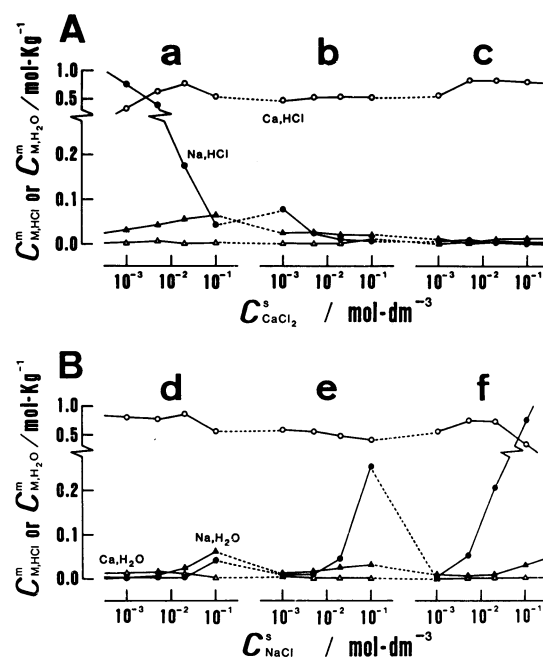 A
a b c
C^m_M,HCl or C^m_M,H₂O / mol·Kg⁻¹
1.0
0.5
0.2
0.1
0.0
Ca,HCl
Na,HCl
10⁻³ 10⁻² 10⁻¹ 10⁻³ 10⁻² 10⁻¹ 10⁻³ 10⁻² 10⁻¹
C^s_CaCl₂ / mol·dm⁻³
B
d e f
C^m_M,HCl or C^m_M,H₂O / mol·Kg⁻¹
1.0
0.5
0.2
0.1
0.0
Na,H₂O
Ca,H₂O
10⁻³ 10⁻² 10⁻¹ 10⁻³ 10⁻² 10⁻¹ 10⁻³ 10⁻² 10⁻¹
C^s_NaCl / mol·dm⁻³